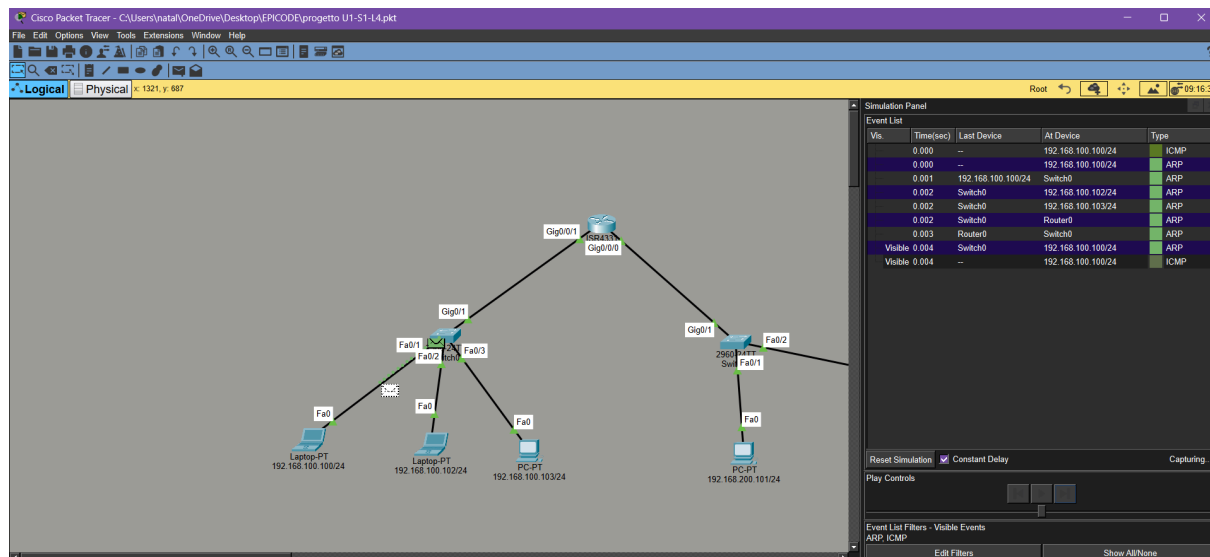 Cisco Packet Tracer - C:\Users\natal\OneDrive\Desktop\EPICODE\progetto U1-S1-L4.pkt
File Edit Options View Tools Extensions Window Help
Logical Physical x: 1321, y: 687 Root 09:16:3
Simulation Panel
Event List
Vis. Time(sec) Last Device At Device Type
0.000 -- 192.168.100.100/24 ICMP
0.000 -- 192.168.100.100/24 ARP
0.001 192.168.100.100/24 Switch0 ARP
0.002 Switch0 192.168.100.102/24 ARP
0.002 Switch0 192.168.100.103/24 ARP
0.002 Switch0 Router0 ARP
0.003 Router0 Switch0 ARP
Visible 0.004 Switch0 192.168.100.100/24 ARP
Visible 0.004 -- 192.168.100.100/24 ICMP
Gig0/0/1
ISR4331
Gig0/0/0
Gig0/1
Gig0/1
Fa0/1
Fa0/2
Fa0/3
Fa0/2
Fa0/1
Fa0
Fa0
Fa0
Fa0
Laptop-PT
192.168.100.100/24
Laptop-PT
192.168.100.102/24
PC-PT
192.168.100.103/24
PC-PT
192.168.200.101/24
Reset Simulation Constant Delay Capturing..
Play Controls
Event List Filters - Visible Events
ARP, ICMP
Edit Filters Show All/None